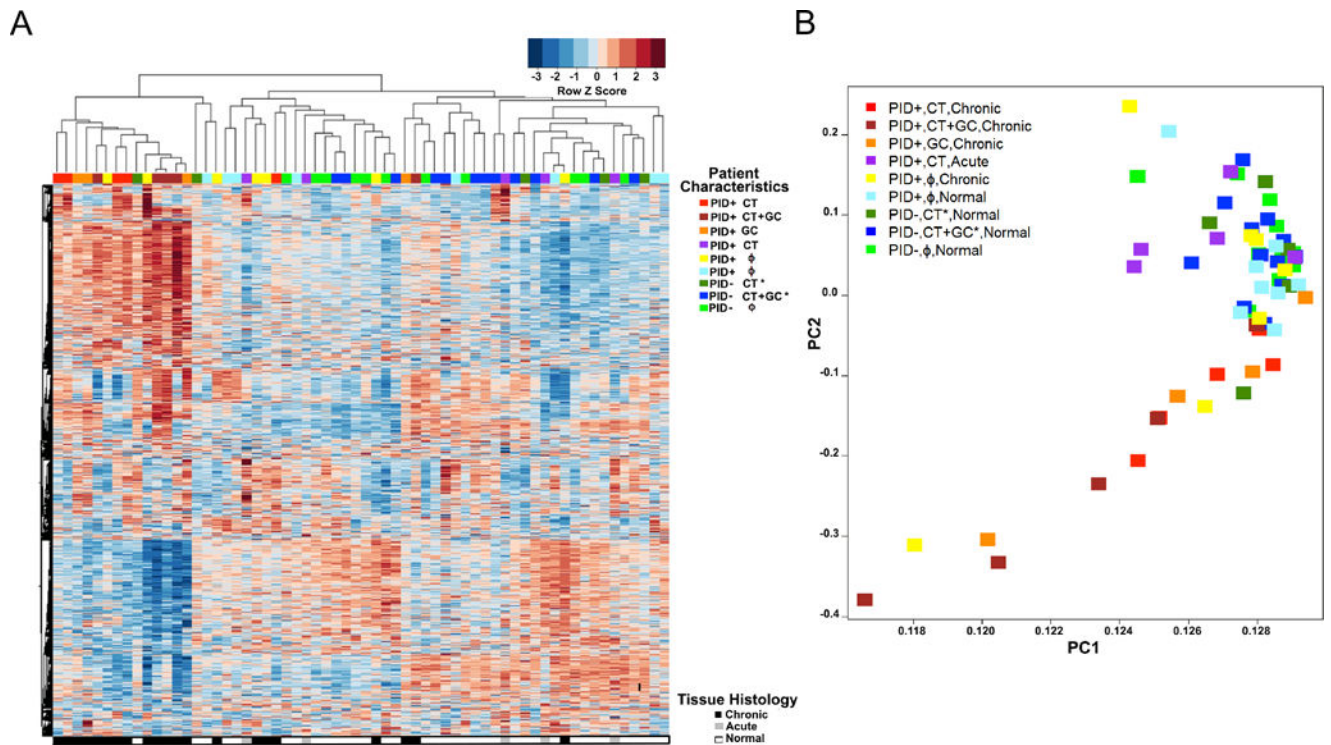 A
-3 -2 -1 0 1 2 3
Row Z Score
Patient
Characteristics
PID+ CT
PID+ CT+GC
PID+ GC
PID+ CT
PID+ ϕ
PID+ ϕ
PID- CT*
PID- CT+GC*
PID- ϕ
Tissue Histology
Chronic
Acute
Normal
B
PID+,CT,Chronic
PID+,CT+GC,Chronic
PID+,GC,Chronic
PID+,CT,Acute
PID+,ϕ,Chronic
PID+,ϕ,Normal
PID-,CT*,Normal
PID-,CT+GC*,Normal
PID-,ϕ,Normal
0.2
0.1
0.0
-0.1
-0.2
-0.3
-0.4
PC2
0.118 0.120 0.122 0.124 0.126 0.128
PC1